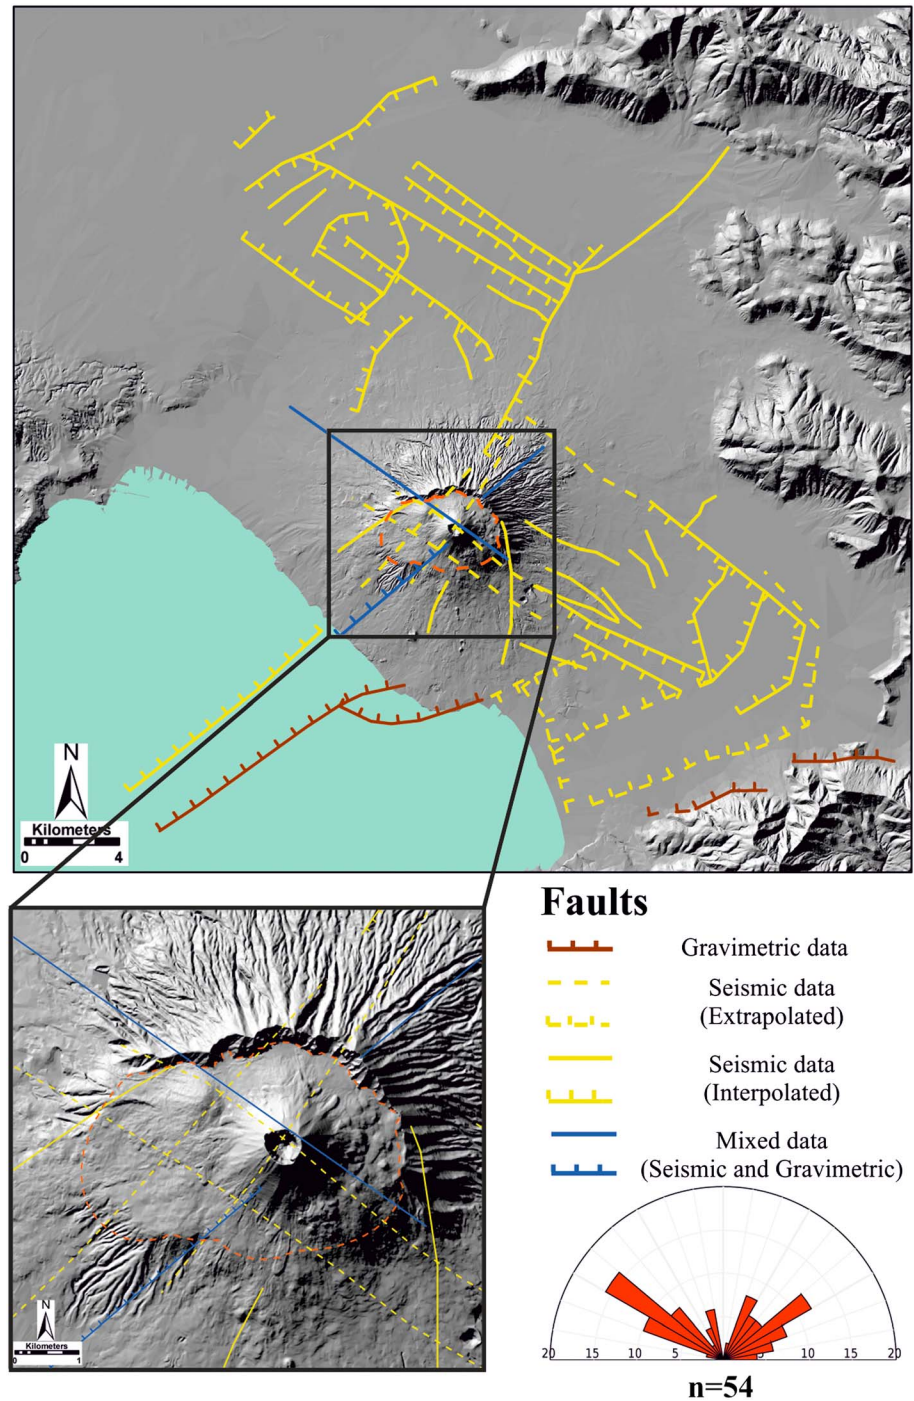 N
Kilometers
0 4
Faults
Gravimetric data
Seismic data
(Extrapolated)
Seismic data
(Interpolated)
Mixed data
(Seismic and Gravimetric)
N
Kilometers
0 1
20 15 10 5 5 10 15 20
n=54